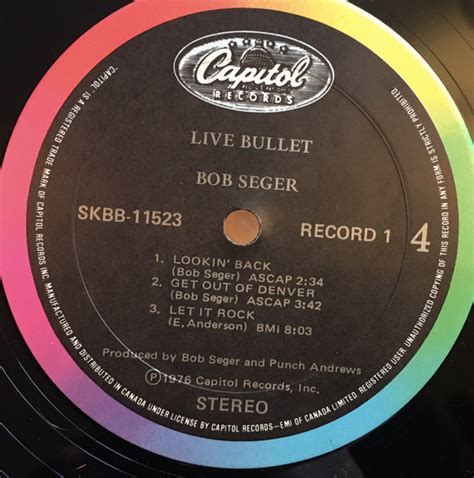 Capitol
RECORDS
LIVE BULLET
BOB SEGER
SKBB-11523
RECORD 1 4
1. LOOKIN' BACK
(Bob Seger) ASCAP 2:34
2. GET OUT OF DENVER
(Bob Seger) ASCAP 3:42
3. LET IT ROCK
(E. Anderson) BMI 8:03
Produced by Bob Seger and Punch Andrews
Ⓟ1976 Capitol Records, Inc.
STEREO
"CAPITOL" IS A REGISTERED TRADE MARK OF CAPITOL RECORDS INC. MANUFACTURED AND DISTRIBUTED IN CANADA UNDER LICENSE BY CAPITOL RECORDS-EMI OF CANADA LIMITED, REGISTERED USER. UNAUTHORIZED COPYING OF THIS RECORD IN ANY FORM IS STRICTLY PROHIBITED.